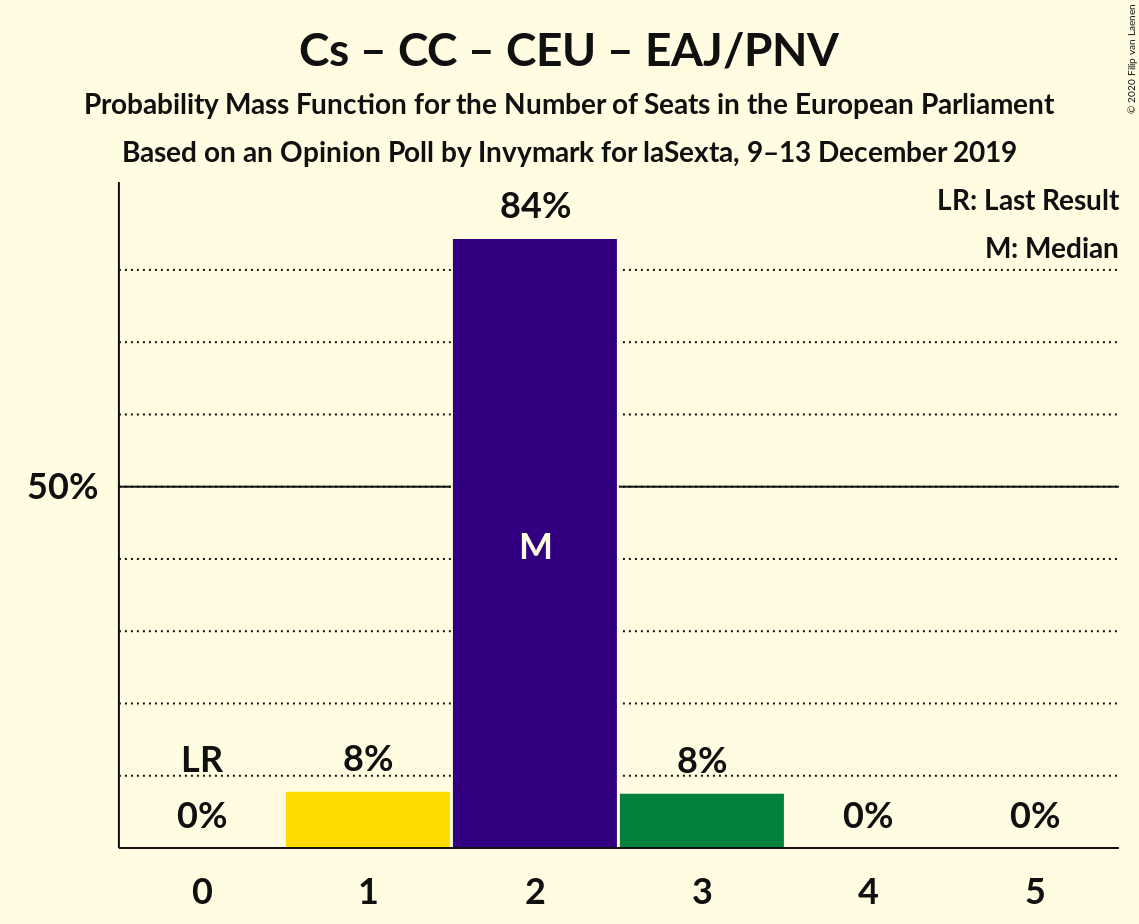 Cs – CC – CEU – EAJ/PNV
Probability Mass Function for the Number of Seats in the European Parliament
Based on an Opinion Poll by Invymark for laSexta, 9–13 December 2019
© 2020 Filip van Laenen
LR: Last Result
M: Median
84%
50%
M
LR
8%
8%
0%
0%
0%
0
1
2
3
4
5